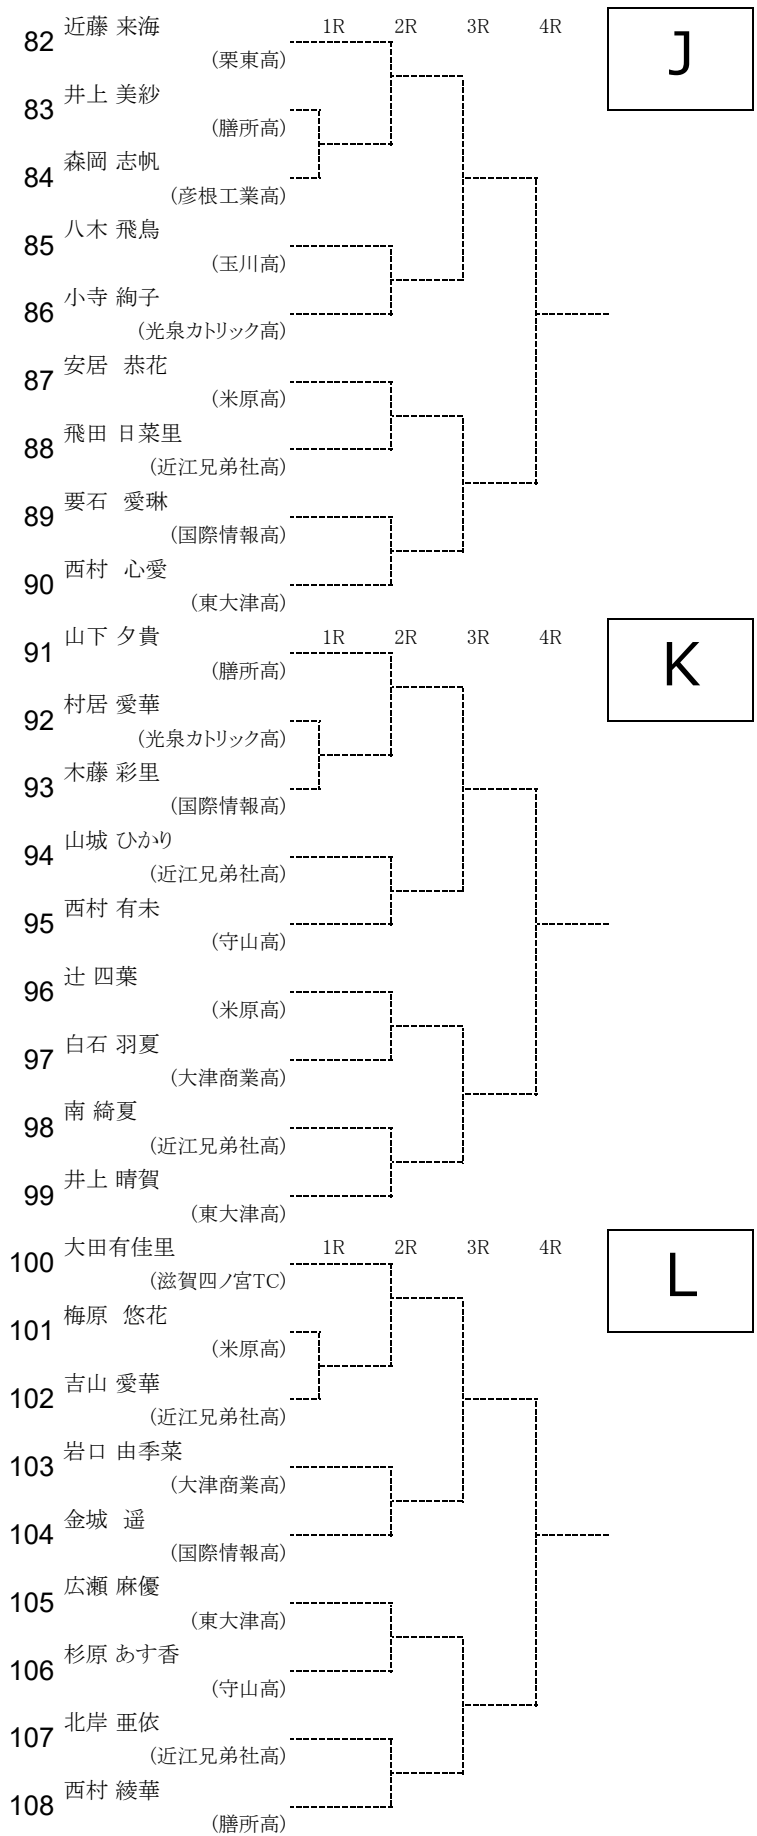 82 近藤 来海 1R 2R 3R 4R J
(栗東高)
83 井上 美紗
(膳所高)
84 森岡 志帆
(彦根工業高)
85 八木 飛鳥
(玉川高)
86 小寺 絢子
(光泉カトリック高)
87 安居 恭花
(米原高)
88 飛田 日菜里
(近江兄弟社高)
89 要石 愛琳
(国際情報高)
90 西村 心愛
(東大津高)
91 山下 夕貴 1R 2R 3R 4R K
(膳所高)
92 村居 愛華
(光泉カトリック高)
93 木藤 彩里
(国際情報高)
94 山城 ひかり
(近江兄弟社高)
95 西村 有未
(守山高)
96 辻 四葉
(米原高)
97 白石 羽夏
(大津商業高)
98 南 綺夏
(近江兄弟社高)
99 井上 晴賀
(東大津高)
100 大田有佳里 1R 2R 3R 4R L
(滋賀四ノ宮TC)
101 梅原 悠花
(米原高)
102 吉山 愛華
(近江兄弟社高)
103 岩口 由季菜
(大津商業高)
104 金城 遥
(国際情報高)
105 広瀬 麻優
(東大津高)
106 杉原 あす香
(守山高)
107 北岸 亜依
(近江兄弟社高)
108 西村 綾華
(膳所高)